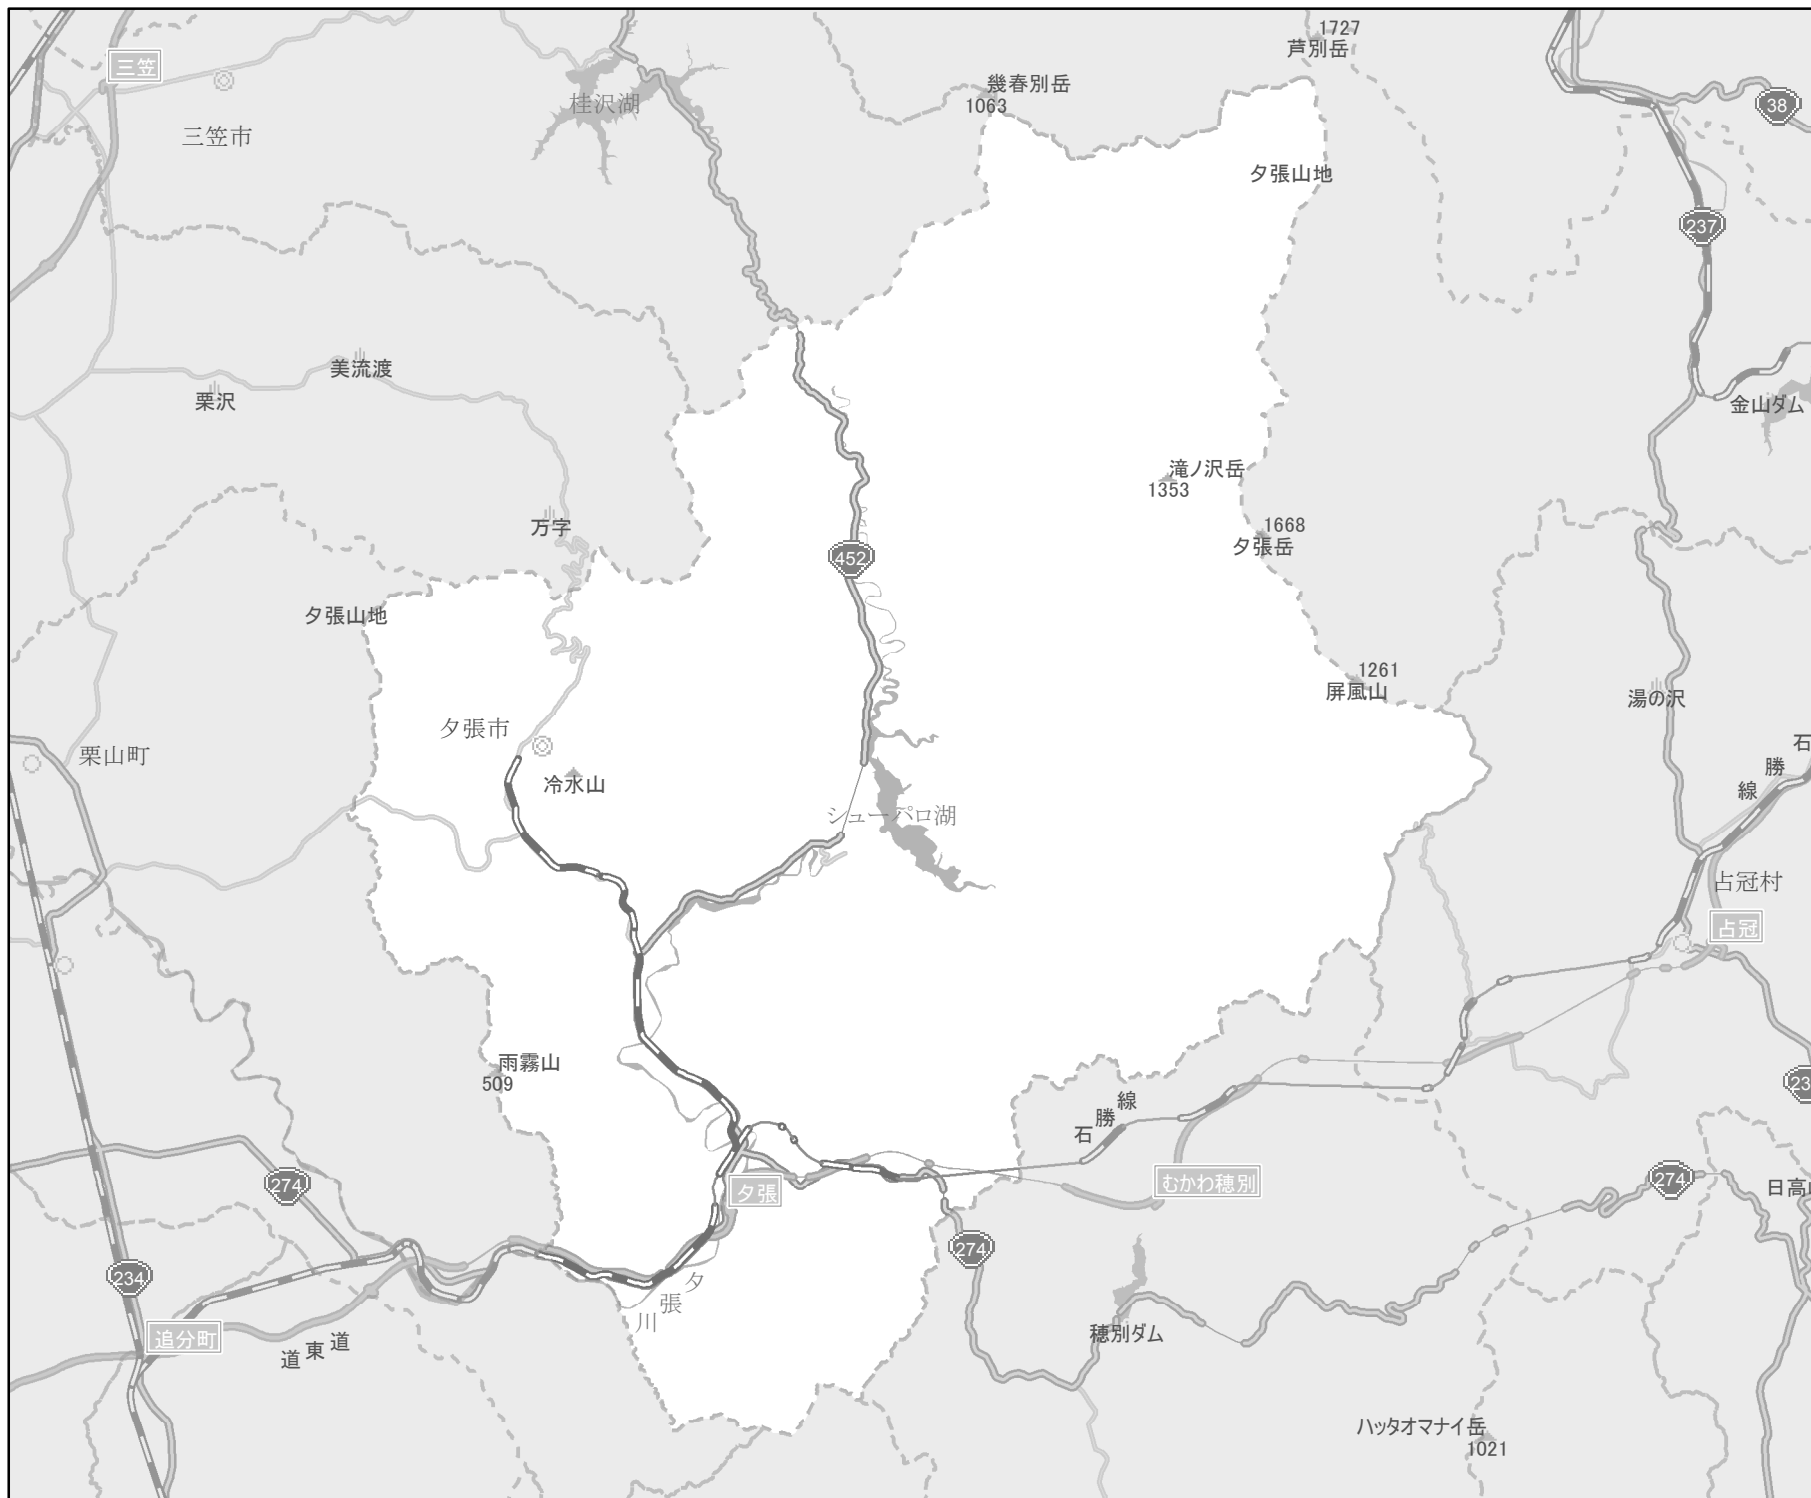 1727
芦別岳
三笠
幾春別岳
1063
桂沢湖
38
三笠市
夕張山地
237
美流渡
栗沢
金山ダム
滝ノ沢岳
1353
万字
1668
夕張岳
452
夕張山地
1261
屏風山
湯の沢
夕張市
栗山町
石勝線
冷水山
シューパロ湖
占冠村
占冠
雨霧山
509
石勝線
23
274
夕張
むかわ穂別
274
日高
274
234
夕張川
追分町
道東道
穂別ダム
ハッタオマナイ岳
1021